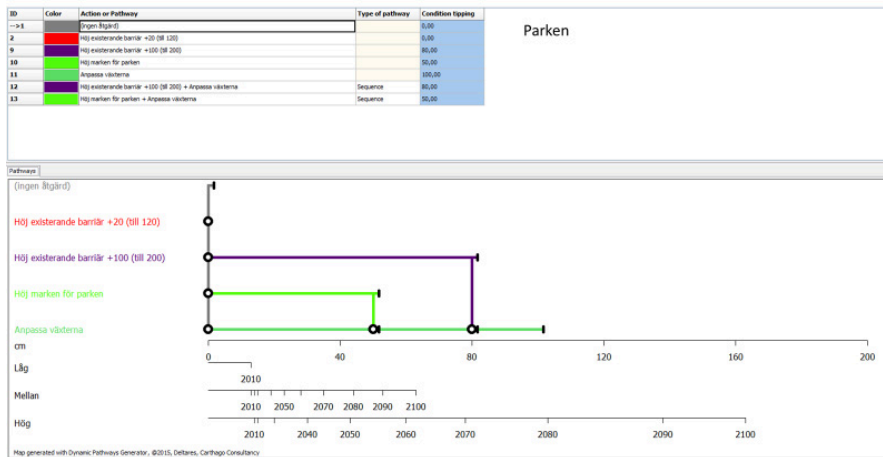 ID Color Action or Pathway Type of pathway Condition tipping
-->1 (ingen åtgärd) 0,00
2 Höj existerande barriär +20 (till 120) 0,00
9 Höj existerande barriär +100 (till 200) 80,00
10 Höj marken för parken 50,00
11 Anpassa växterna 100,00
12 Höj existerande barriär +100 (till 200) + Anpassa växterna Sequence 80,00
13 Höj marken för parken + Anpassa växterna Sequence 50,00
Parken
Pathways
(ingen åtgärd)
Höj existerande barriär +20 (till 120)
Höj existerande barriär +100 (till 200)
Höj marken för parken
Anpassa växterna
cm
0 40 80 120 160 200
Låg
2010
Mellan
2010 2050 2070 2080 2090 2100
Hög
2010 2040 2050 2060 2070 2080 2090 2100
Map generated with Dynamic Pathways Generator, ©2015, Deltares, Carthago Consultancy